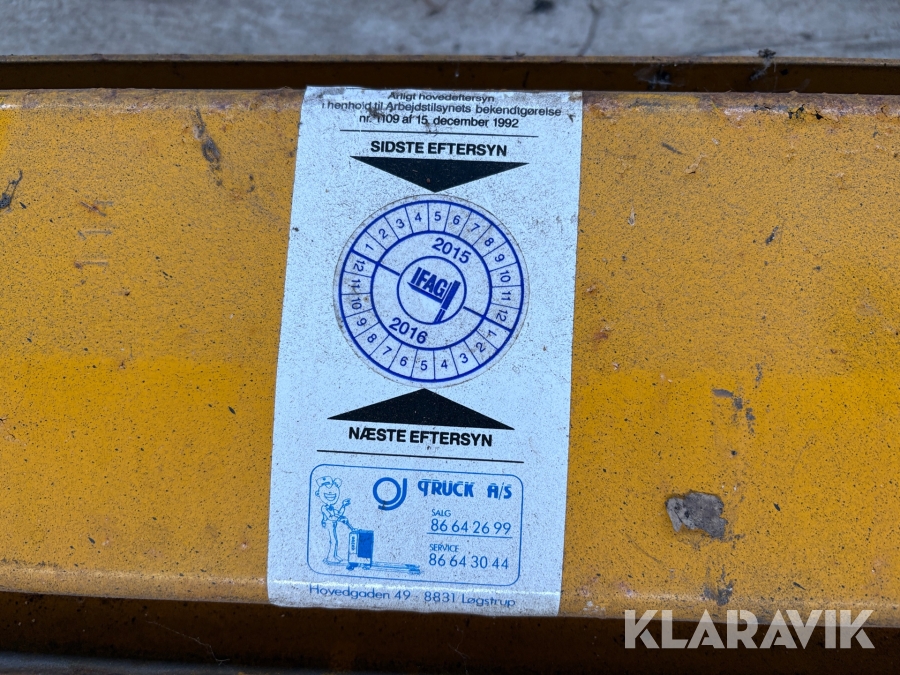 Årligt hovedeftersyn
i henhold til Arbejdstilsynets bekendtgørelse
nr. 1109 af 15. december 1992
SIDSTE EFTERSYN
1 2 3 4 5 6 7 8 9 10 11 12
2015
IFAG
2016
1 2 3 4 5 6 7 8 9 10 11 12
NÆSTE EFTERSYN
GJ TRUCK A/S
SALG
86 64 26 99
SERVICE
86 64 30 44
Hovedgaden 49 - 8831 Løgstrup
KLARAVIK